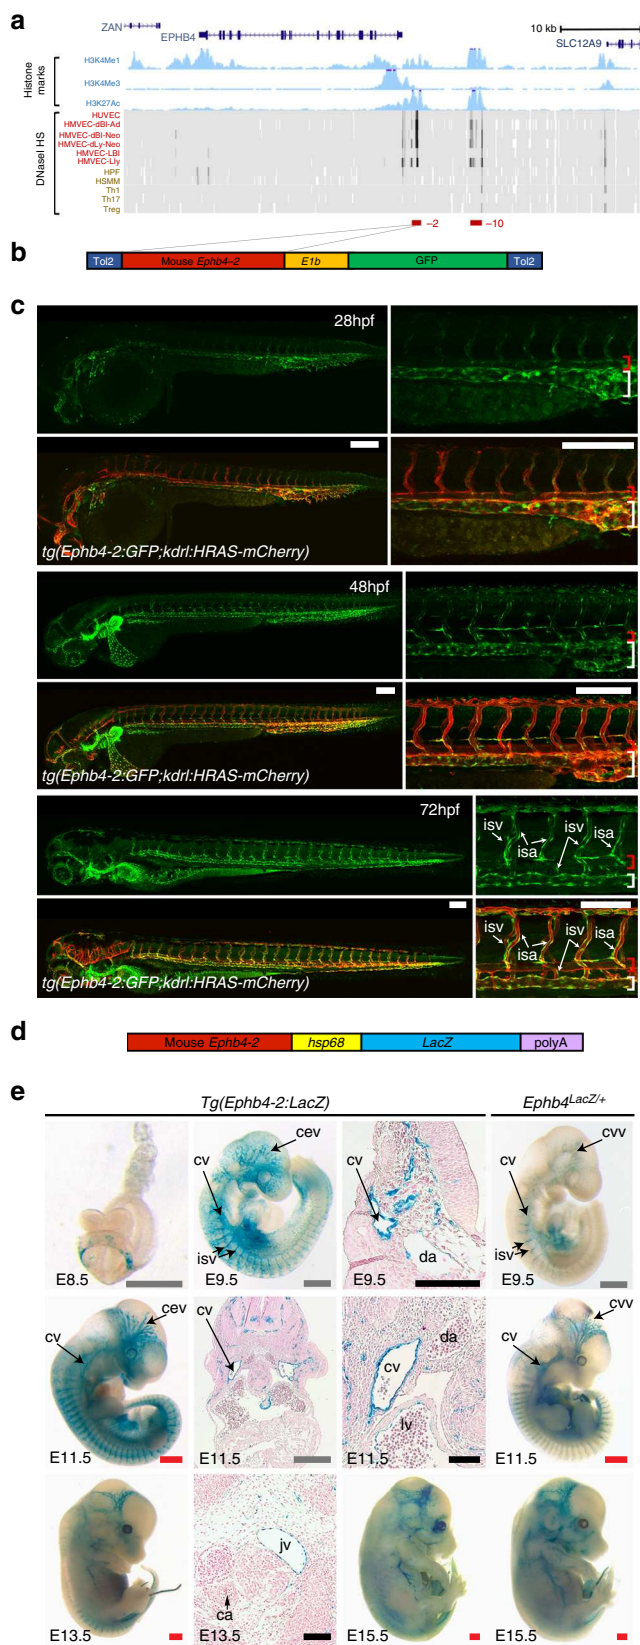 a
ZAN
EPHB4
10 kb
SLC12A9
Histone marks
H3K4Me1
H3K4Me3
H3K27Ac
DNaseI HS
HUVEC
HMVEC-dBl-Ad
HMVEC-dBl-Neo
HMVEC-dLy-Neo
HMVEC-LBl
HMVEC-Lly
HPF
HSMM
Th1
Th17
Treg
–2
–10
b
Tol2
Mouse Ephb4–2
E1b
GFP
Tol2
c
28hpf
tg(Ephb4-2:GFP;kdrl:HRAS-mCherry)
48hpf
tg(Ephb4-2:GFP;kdrl:HRAS-mCherry)
72hpf
isv
isa
isv
isa
tg(Ephb4-2:GFP;kdrl:HRAS-mCherry)
isv
isa
isv
isa
d
Mouse Ephb4-2
hsp68
LacZ
polyA
e
Tg(Ephb4-2:LacZ)
Ephb4LacZ/+
E8.5
cev
cv
isv
E9.5
cv
da
E9.5
cvv
cv
isv
E9.5
cev
cv
E11.5
cv
E11.5
da
cv
lv
E11.5
cvv
cv
E11.5
E13.5
jv
ca
E13.5
E15.5
E15.5